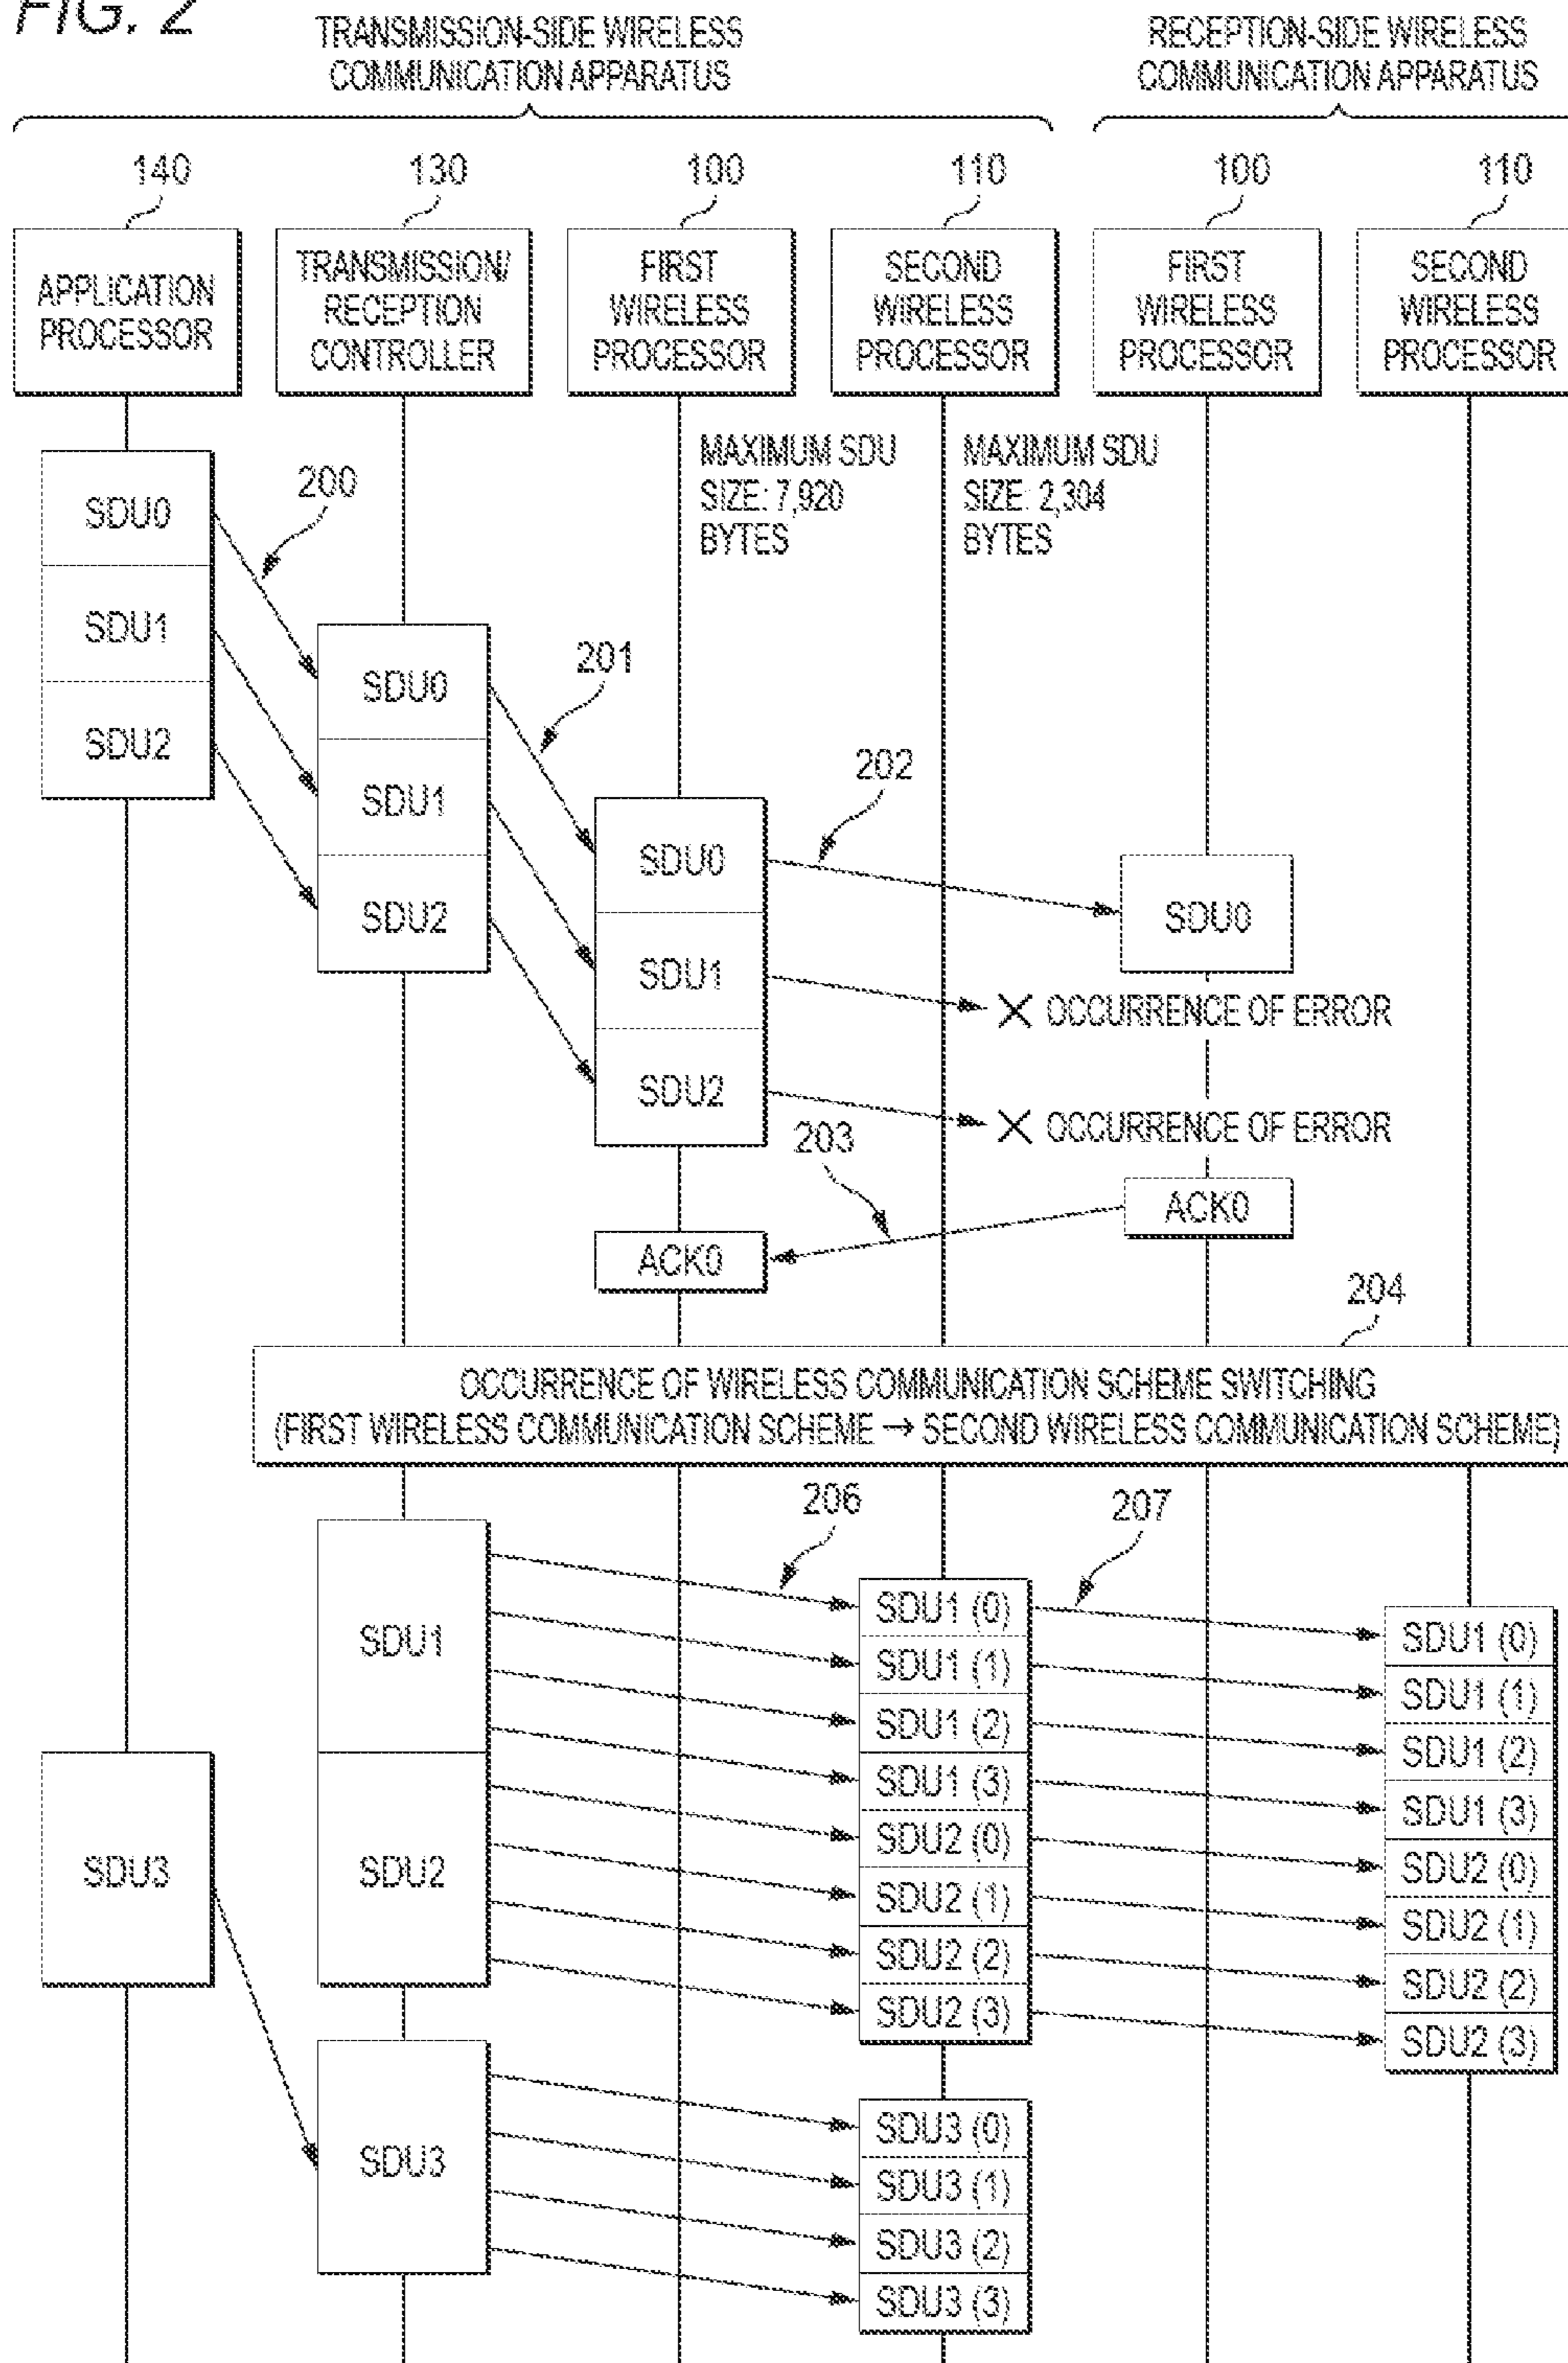 FIG. 2
TRANSMISSION-SIDE WIRELESS
COMMUNICATION APPARATUS
RECEPTION-SIDE WIRELESS
COMMUNICATION APPARATUS
140
130
100
110
100
110
APPLICATION
PROCESSOR
TRANSMISSION/
RECEPTION
CONTROLLER
FIRST
WIRELESS
PROCESSOR
SECOND
WIRELESS
PROCESSOR
FIRST
WIRELESS
PROCESSOR
SECOND
WIRELESS
PROCESSOR
MAXIMUM SDU
SIZE: 7,920
BYTES
MAXIMUM SDU
SIZE: 2,304
BYTES
SDU0
SDU1
SDU2
200
SDU0
SDU1
SDU2
201
SDU0
SDU1
SDU2
202
SDU0
OCCURRENCE OF ERROR
OCCURRENCE OF ERROR
203
ACK0
ACK0
204
OCCURRENCE OF WIRELESS COMMUNICATION SCHEME SWITCHING
(FIRST WIRELESS COMMUNICATION SCHEME → SECOND WIRELESS COMMUNICATION SCHEME)
206
207
SDU1
SDU2
SDU1 (0)
SDU1 (1)
SDU1 (2)
SDU1 (3)
SDU2 (0)
SDU2 (1)
SDU2 (2)
SDU2 (3)
SDU1 (0)
SDU1 (1)
SDU1 (2)
SDU1 (3)
SDU2 (0)
SDU2 (1)
SDU2 (2)
SDU2 (3)
SDU3
SDU3
SDU3 (0)
SDU3 (1)
SDU3 (2)
SDU3 (3)